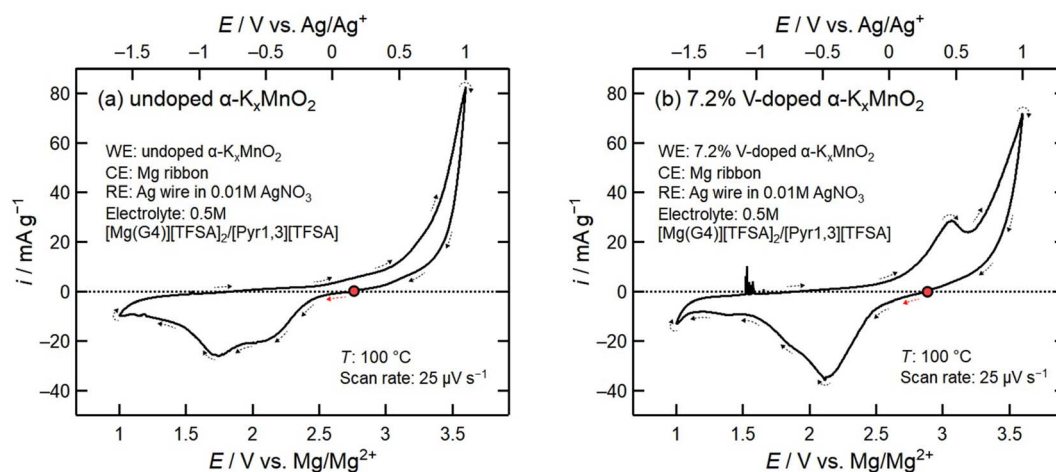 E / V vs. Ag/Ag⁺
−1.5 −1 −0.5 0 0.5 1
(a) undoped α-KₓMnO₂
WE: undoped α-KₓMnO₂
CE: Mg ribbon
RE: Ag wire in 0.01M AgNO₃
Electrolyte: 0.5M
[Mg(G4)][TFSA]₂/[Pyr1,3][TFSA]
i / mA g⁻¹
80
60
40
20
0
−20
−40
T: 100 °C
Scan rate: 25 μV s⁻¹
1 1.5 2 2.5 3 3.5
E / V vs. Mg/Mg²⁺
E / V vs. Ag/Ag⁺
−1.5 −1 −0.5 0 0.5 1
(b) 7.2% V-doped α-KₓMnO₂
WE: 7.2% V-doped α-KₓMnO₂
CE: Mg ribbon
RE: Ag wire in 0.01M AgNO₃
Electrolyte: 0.5M
[Mg(G4)][TFSA]₂/[Pyr1,3][TFSA]
i / mA g⁻¹
80
60
40
20
0
−20
−40
T: 100 °C
Scan rate: 25 μV s⁻¹
1 1.5 2 2.5 3 3.5
E / V vs. Mg/Mg²⁺